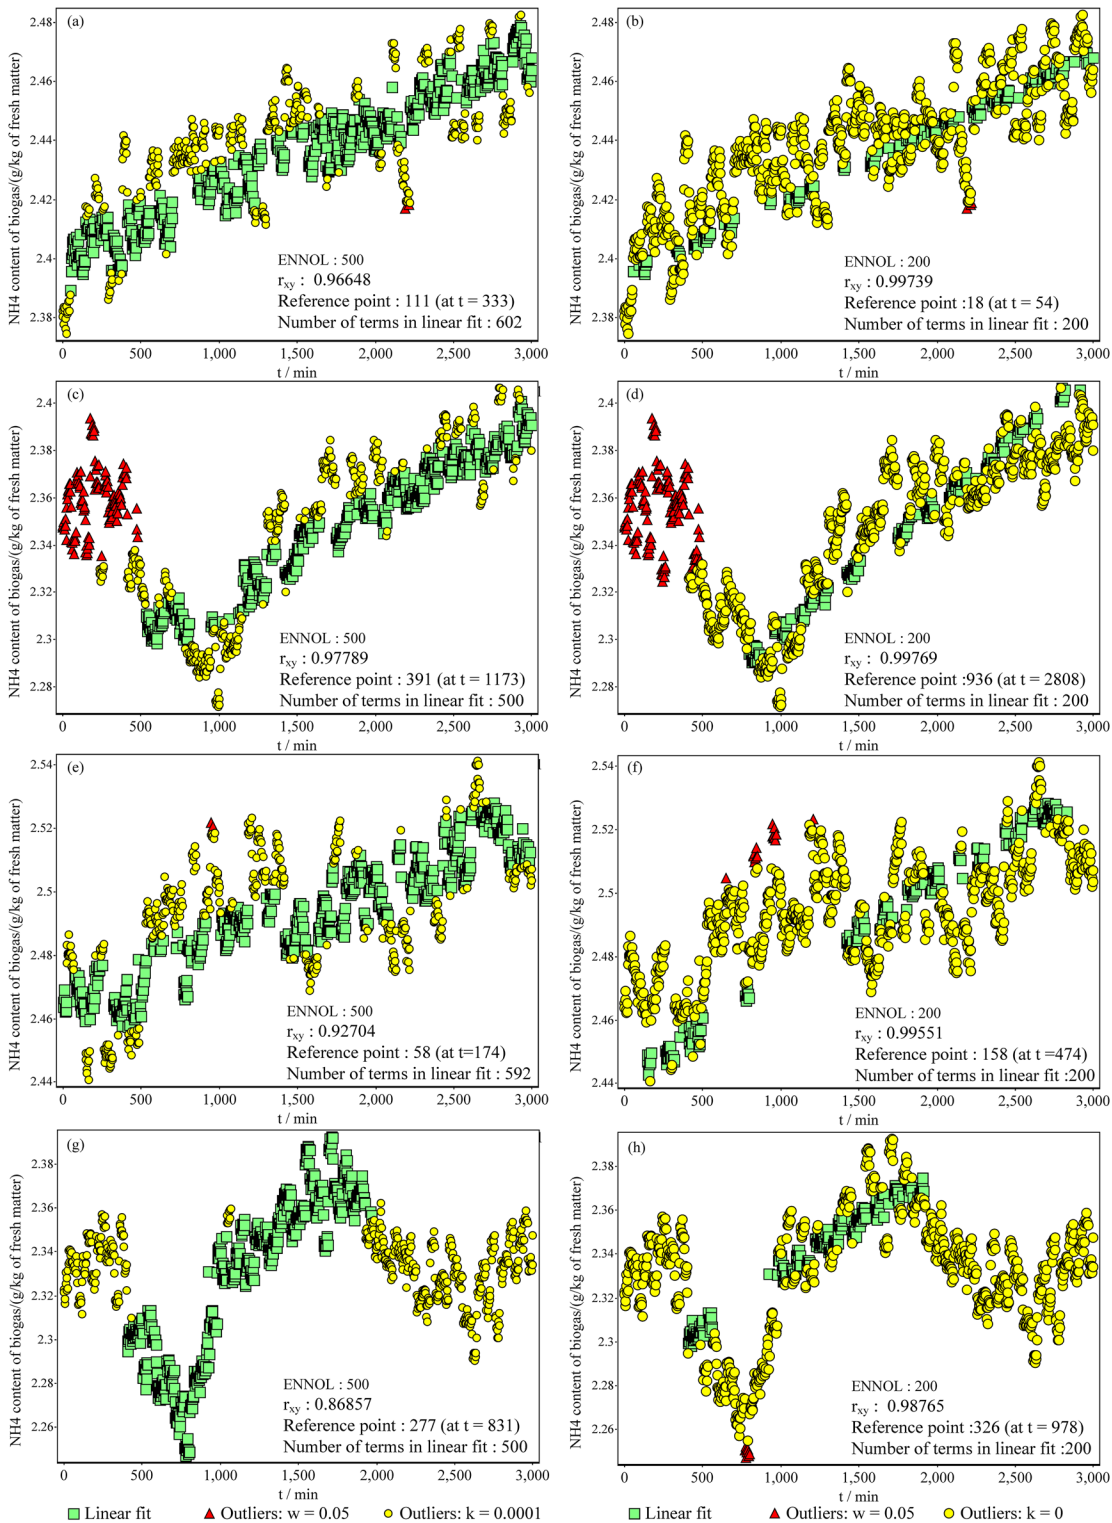 (a)
NH4 content of biogas/(g/kg of fresh matter)
2.48
2.46
2.44
2.42
2.4
2.38
ENNOL : 500
rxy : 0.96648
Reference point : 111 (at t = 333)
Number of terms in linear fit : 602
0 500 1,000 1,500 2,000 2,500 3,000
t / min
(b)
NH4 content of biogas/(g/kg of fresh matter)
2.48
2.46
2.44
2.42
2.4
2.38
ENNOL : 200
rxy : 0.99739
Reference point :18 (at t = 54)
Number of terms in linear fit : 200
0 500 1,000 1,500 2,000 2,500 3,000
t / min
(c)
NH4 content of biogas/(g/kg of fresh matter)
2.4
2.38
2.36
2.34
2.32
2.3
2.28
ENNOL : 500
rxy : 0.97789
Reference point : 391 (at t = 1173)
Number of terms in linear fit : 500
0 500 1,000 1,500 2,000 2,500 3,000
t / min
(d)
NH4 content of biogas/(g/kg of fresh matter)
2.4
2.38
2.36
2.34
2.32
2.3
2.28
ENNOL : 200
rxy : 0.99769
Reference point :936 (at t = 2808)
Number of terms in linear fit : 200
0 500 1,000 1,500 2,000 2,500 3,000
t / min
(e)
NH4 content of biogas/(g/kg of fresh matter)
2.54
2.52
2.5
2.48
2.46
2.44
ENNOL : 500
rxy : 0.92704
Reference point : 58 (at t=174)
Number of terms in linear fit : 592
0 500 1,000 1,500 2,000 2,500 3,000
t / min
(f)
NH4 content of biogas/(g/kg of fresh matter)
2.54
2.52
2.5
2.48
2.46
2.44
ENNOL : 200
rxy : 0.99551
Reference point : 158 (at t =474)
Number of terms in linear fit :200
0 500 1,000 1,500 2,000 2,500 3,000
t / min
(g)
NH4 content of biogas/(g/kg of fresh matter)
2.38
2.36
2.34
2.32
2.3
2.28
2.26
ENNOL : 500
rxy : 0.86857
Reference point : 277 (at t = 831)
Number of terms in linear fit : 500
0 500 1,000 1,500 2,000 2,500 3,000
t / min
(h)
NH4 content of biogas/(g/kg of fresh matter)
2.38
2.36
2.34
2.32
2.3
2.28
2.26
ENNOL : 200
rxy : 0.98765
Reference point :326 (at t = 978)
Number of terms in linear fit :200
0 500 1,000 1,500 2,000 2,500 3,000
t / min
Linear fit Outliers: w = 0.05 Outliers: k = 0.0001
Linear fit Outliers: w = 0.05 Outliers: k = 0